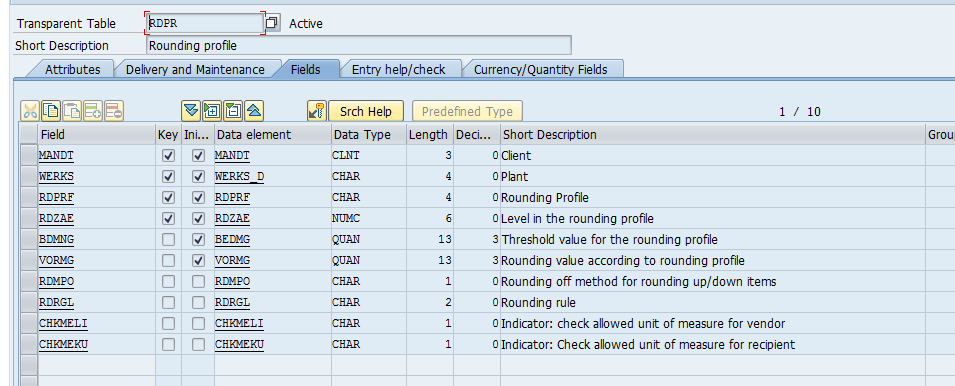 Transparent Table RDPR Active
Short Description Rounding profile
Attributes Delivery and Maintenance Fields Entry help/check Currency/Quantity Fields
Srch Help Predefined Type 1 / 10
Field Key Ini... Data element Data Type Length Deci... Short Description Group
MANDT MANDT CLNT 3 0 Client
WERKS WERKS_D CHAR 4 0 Plant
RDPRF RDPRF CHAR 4 0 Rounding Profile
RDZAE RDZAE NUMC 6 0 Level in the rounding profile
BDMNG BEDMG QUAN 13 3 Threshold value for the rounding profile
VORMG VORMG QUAN 13 3 Rounding value according to rounding profile
RDMPO RDMPO CHAR 1 0 Rounding off method for rounding up/down items
RDRGL RDRGL CHAR 2 0 Rounding rule
CHKMELI CHKMELI CHAR 1 0 Indicator: check allowed unit of measure for vendor
CHKMEKU CHKMEKU CHAR 1 0 Indicator: Check allowed unit of measure for recipient